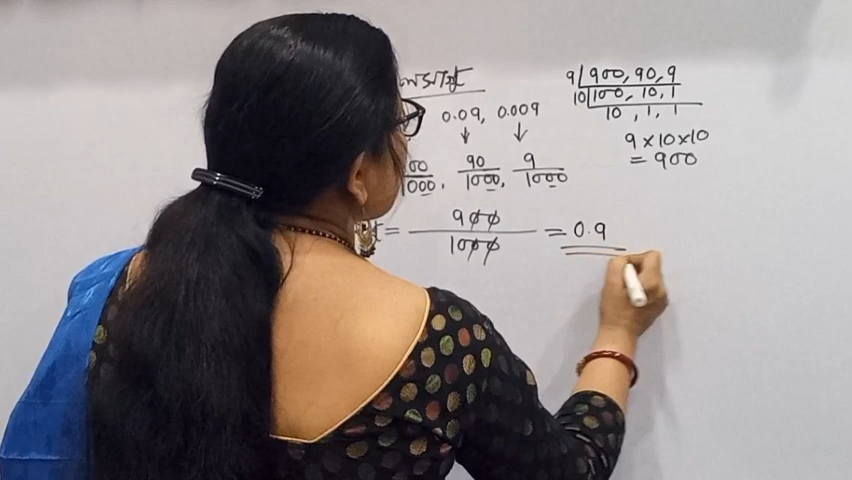 লসাগু
0.09, 0.009
00/1000, 90/1000, 9/1000
= 900/1000 = 0.9
9 | 900, 90, 9
10 | 100, 10, 1
10, 1, 1
9 × 10 × 10
= 900